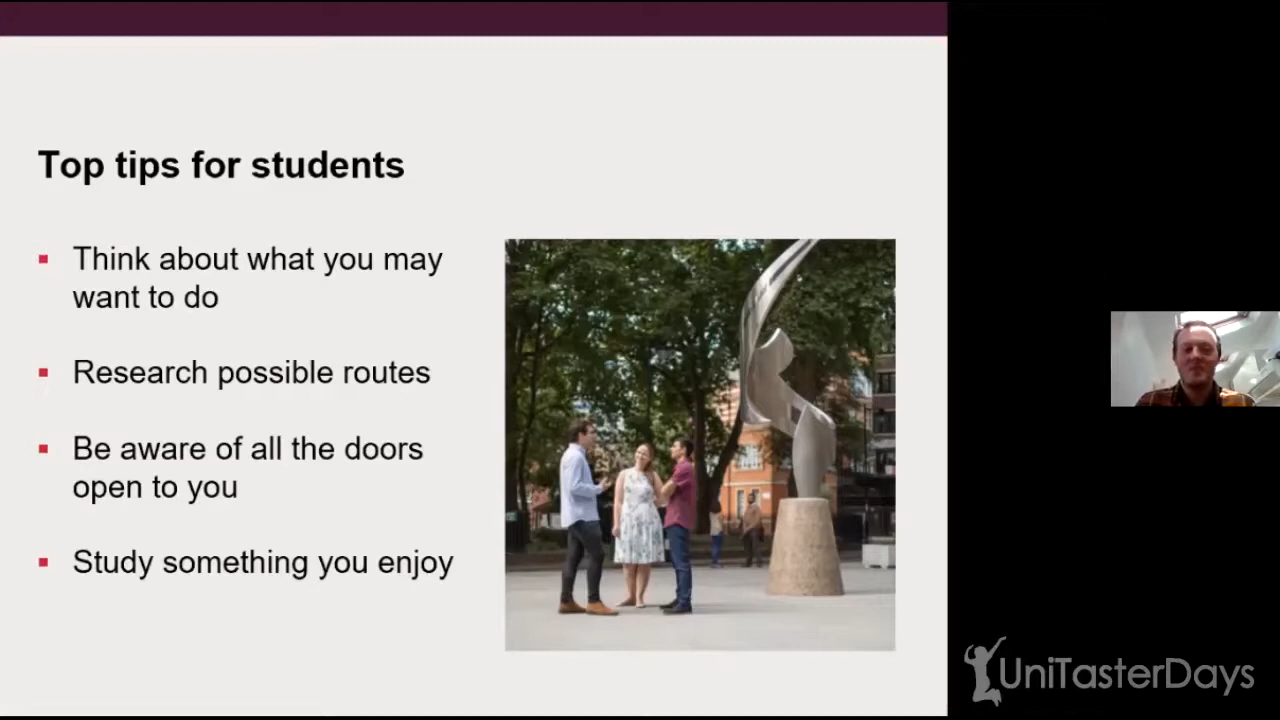 Top tips for students
Think about what you may
want to do
Research possible routes
Be aware of all the doors
open to you
Study something you enjoy
UniTasterDays